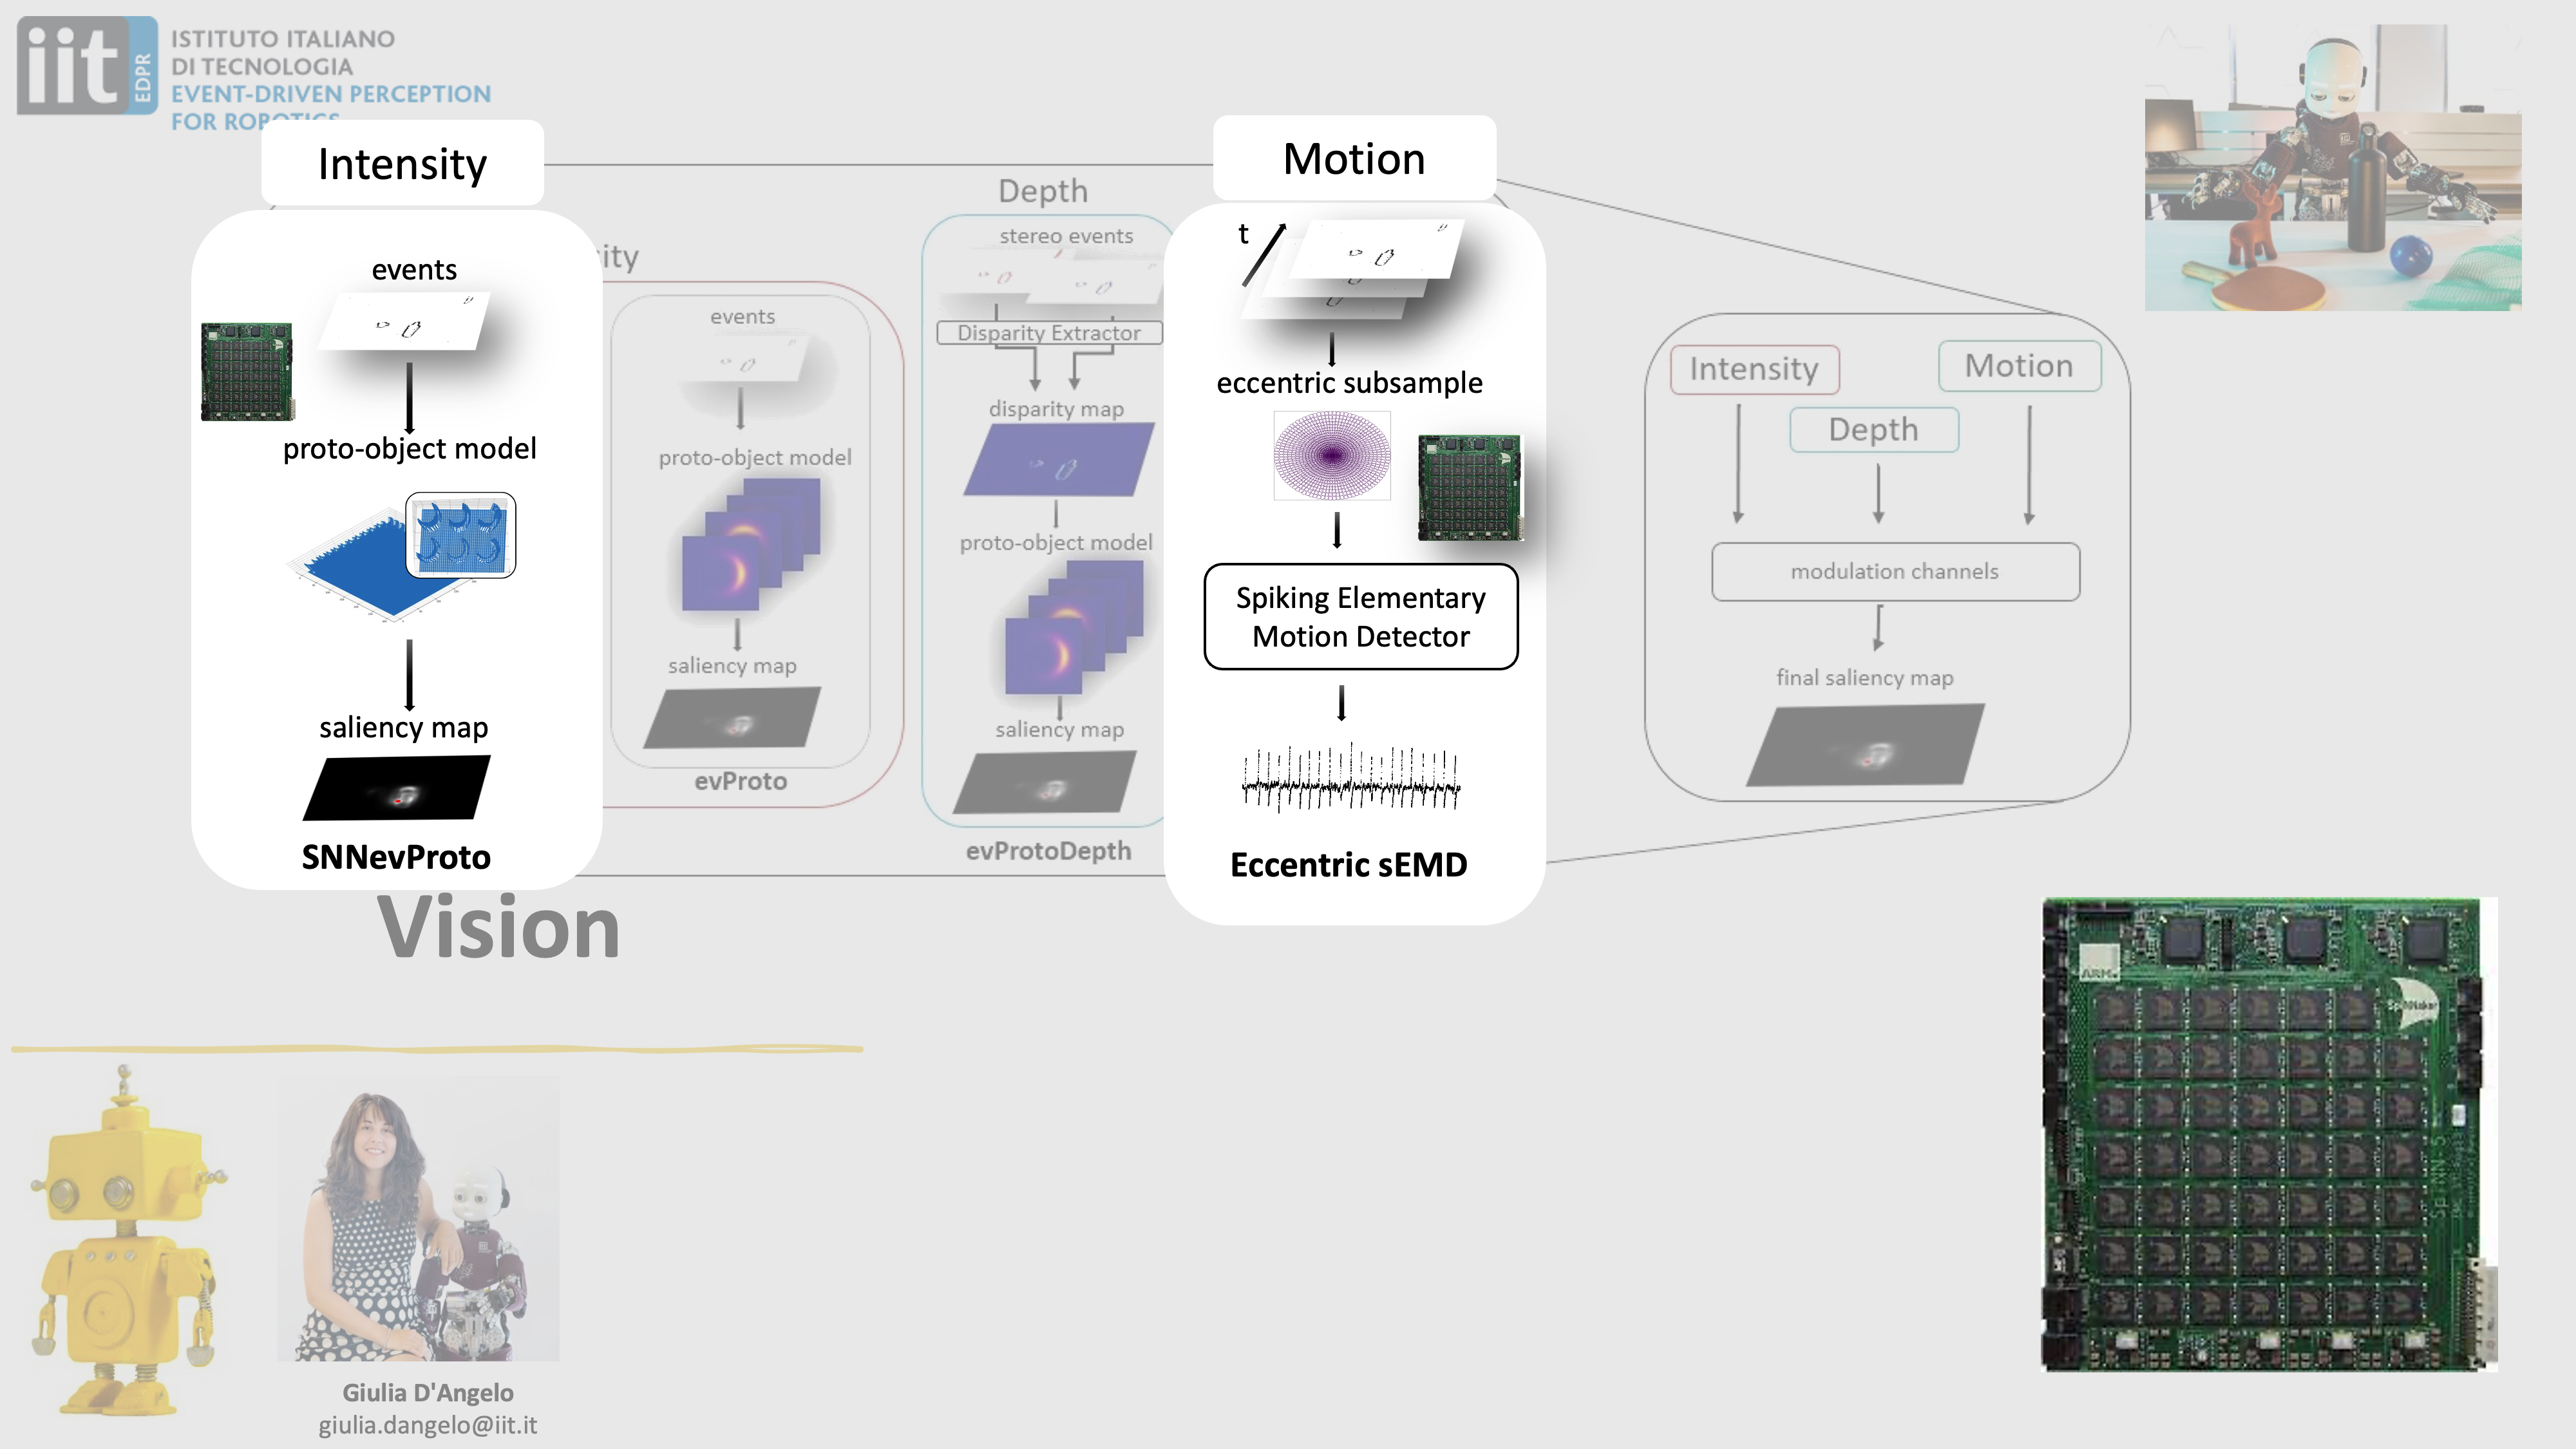 iit
EDPR
ISTITUTO ITALIANO
DI TECNOLOGIA
EVENT-DRIVEN PERCEPTION
FOR ROBOTICS
Intensity
events
proto-object model
saliency map
SNNevProto
sity
events
proto-object model
saliency map
evProto
Depth
stereo events
Disparity Extractor
disparity map
proto-object model
saliency map
evProtoDepth
Motion
t
eccentric subsample
Spiking Elementary
Motion Detector
Eccentric sEMD
Intensity
Motion
Depth
modulation channels
final saliency map
Vision
ARM
SpiNNaker
Giulia D'Angelo
giulia.dangelo@iit.it